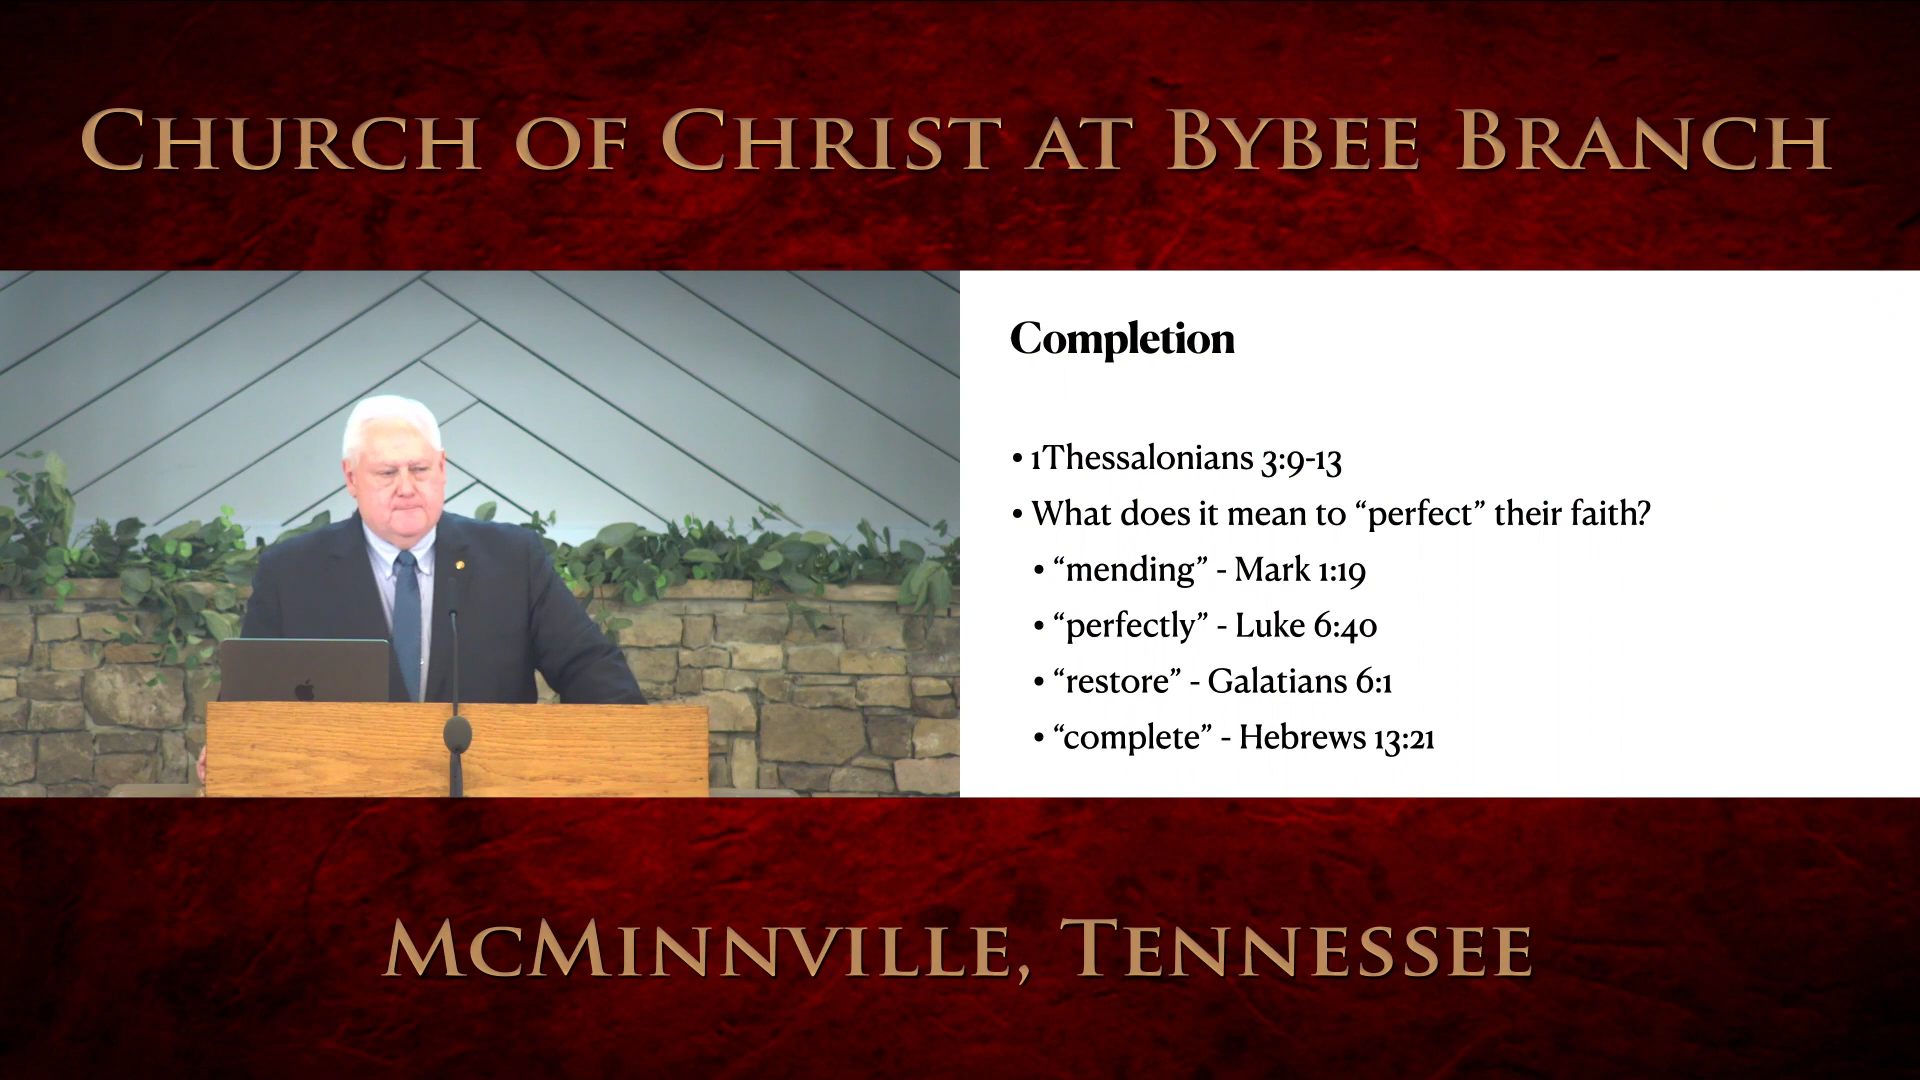 Church of Christ at Bybee Branch
Completion
• 1Thessalonians 3:9-13
• What does it mean to “perfect” their faith?
• “mending” - Mark 1:19
• “perfectly” - Luke 6:40
• “restore” - Galatians 6:1
• “complete” - Hebrews 13:21
McMinnville, Tennessee